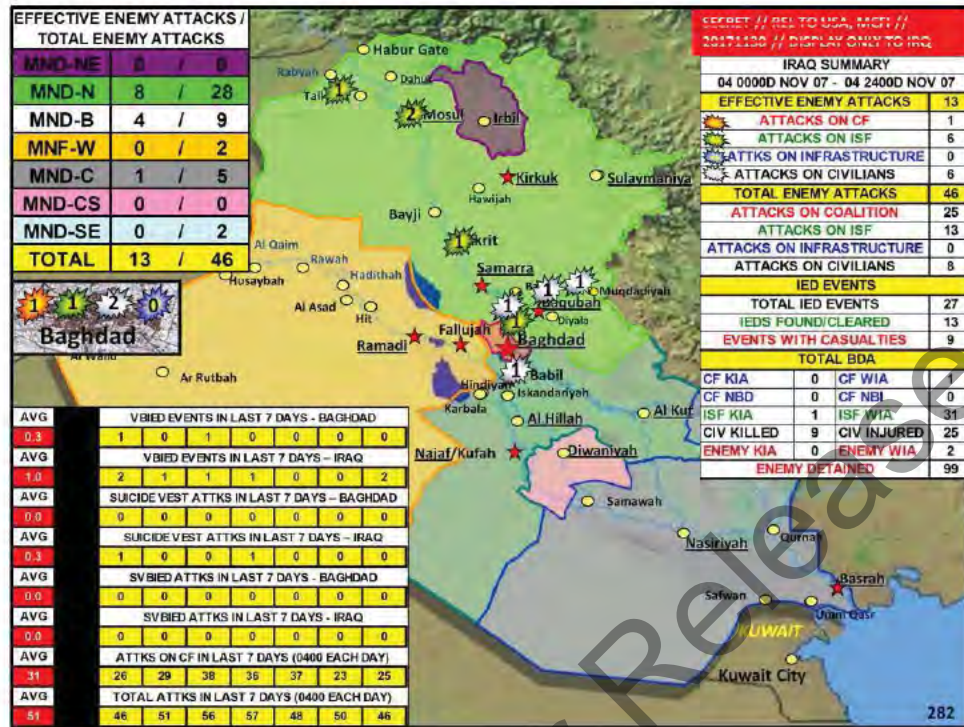 EFFECTIVE ENEMY ATTACKS /
TOTAL ENEMY ATTACKS
MND-NE 0 / 0
MND-N 8 / 28
MND-B 4 / 9
MNF-W 0 / 2
MND-C 1 / 5
MND-CS 0 / 0
MND-SE 0 / 2
TOTAL 13 / 46
1 1 2 0
Baghdad
SECRET // REL TO USA, MCFI //
20171130 // DISPLAY ONLY TO IRQ
IRAQ SUMMARY
04 0000D NOV 07 - 04 2400D NOV 07
EFFECTIVE ENEMY ATTACKS 13
ATTACKS ON CF 1
ATTACKS ON ISF 6
ATTKS ON INFRASTRUCTURE 0
ATTACKS ON CIVILIANS 6
TOTAL ENEMY ATTACKS 46
ATTACKS ON COALITION 25
ATTACKS ON ISF 13
ATTACKS ON INFRASTRUCTURE 0
ATTACKS ON CIVILIANS 8
IED EVENTS
TOTAL IED EVENTS 27
IEDS FOUND/CLEARED 13
EVENTS WITH CASUALTIES 9
TOTAL BDA
CF KIA 0 CF WIA 1
CF NBD 0 CF NBI 0
ISF KIA 1 ISF WIA 31
CIV KILLED 9 CIV INJURED 25
ENEMY KIA 0 ENEMY WIA 2
ENEMY DETAINED 99
Habur Gate
Rabyah
Dahuk
1
2
Mosul
Irbil
Kirkuk
Sulaymaniya
Hawijah
Bayji
1
Al Qaim
Rawah
Husaybah
Hadithah
Samarra
1
1
1
Muqdadiyah
Al Asad
Hit
Baqubah
Diyala
1
Fallujah
Ramadi
Baghdad
Al Walid
Ar Rutbah
1
Babil
Hindiyah
Iskandariyah
Karbala
Al Hillah
Al Kut
Najaf/Kufah
Diwaniyah
Samawah
Nasiriyah
Qurnah
Basrah
Safwan
Umm Qasr
KUWAIT
Kuwait City
AVG VBIED EVENTS IN LAST 7 DAYS - BAGHDAD
0.3 1 0 1 0 0 0 0
AVG VBIED EVENTS IN LAST 7 DAYS – IRAQ
1.0 2 1 1 1 0 0 2
AVG SUICIDE VEST ATTKS IN LAST 7 DAYS – BAGHDAD
0.0 0 0 0 0 0 0 0
AVG SUICIDE VEST ATTKS IN LAST 7 DAYS – IRAQ
0.3 1 0 0 1 0 0 0
AVG SVBIED ATTKS IN LAST 7 DAYS - BAGHDAD
0.0 0 0 0 0 0 0 0
AVG SVBIED ATTKS IN LAST 7 DAYS - IRAQ
0.0 0 0 0 0 0 0 0
AVG ATTKS ON CF IN LAST 7 DAYS (0400 EACH DAY)
31 26 29 38 36 37 23 25
AVG TOTAL ATTKS IN LAST 7 DAYS (0400 EACH DAY)
51 46 51 56 57 48 50 46
Release
282